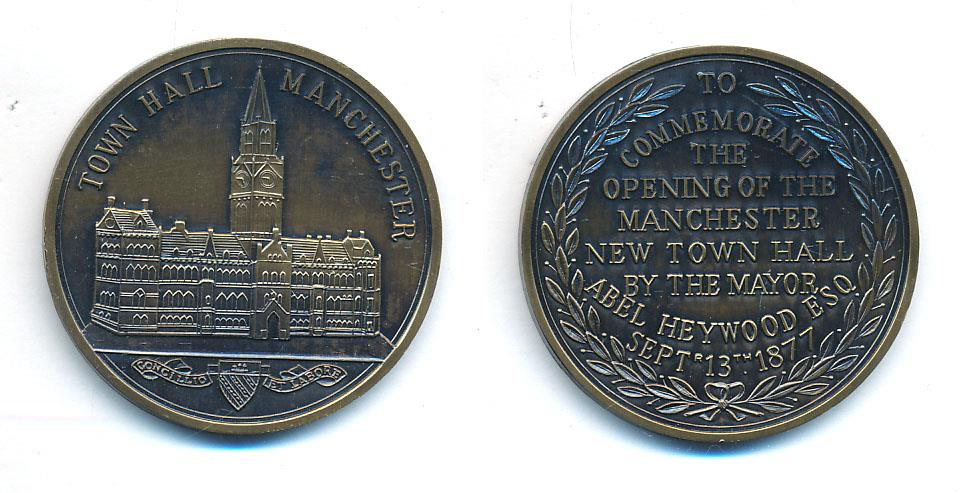 TOWN HALL MANCHESTER
CONCILLIO ET LABORE
TO
COMMEMORATE
THE
OPENING OF THE
MANCHESTER
NEW TOWN HALL
BY THE MAYOR
ABEL HEYWOOD ESQ.
SEPTR 13TH 1877